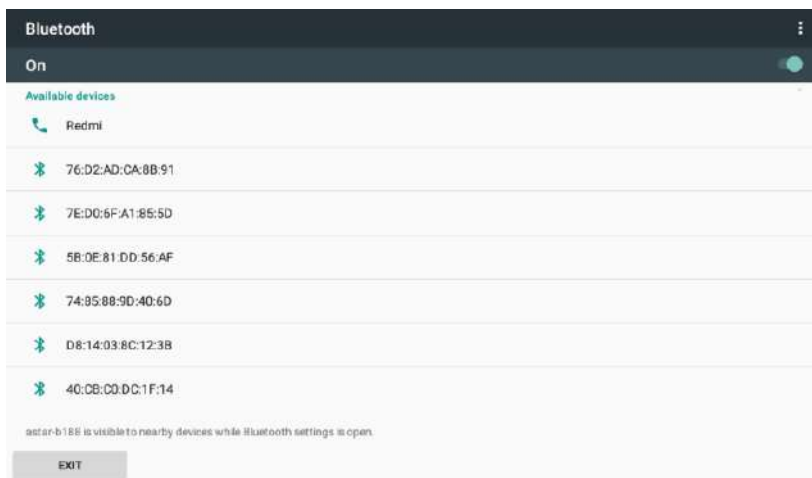 Bluetooth
On
Available devices
Redmi
76:D2:AD:CA:8B:91
7E:D0:6F:A1:85:5D
5B:0E:81:DD:56:AF
74:85:88:9D:40:6D
D8:14:03:8C:12:3B
40:CB:C0:DC:1F:14
astar-b188 is visible to nearby devices while Bluetooth settings is open.
EXIT